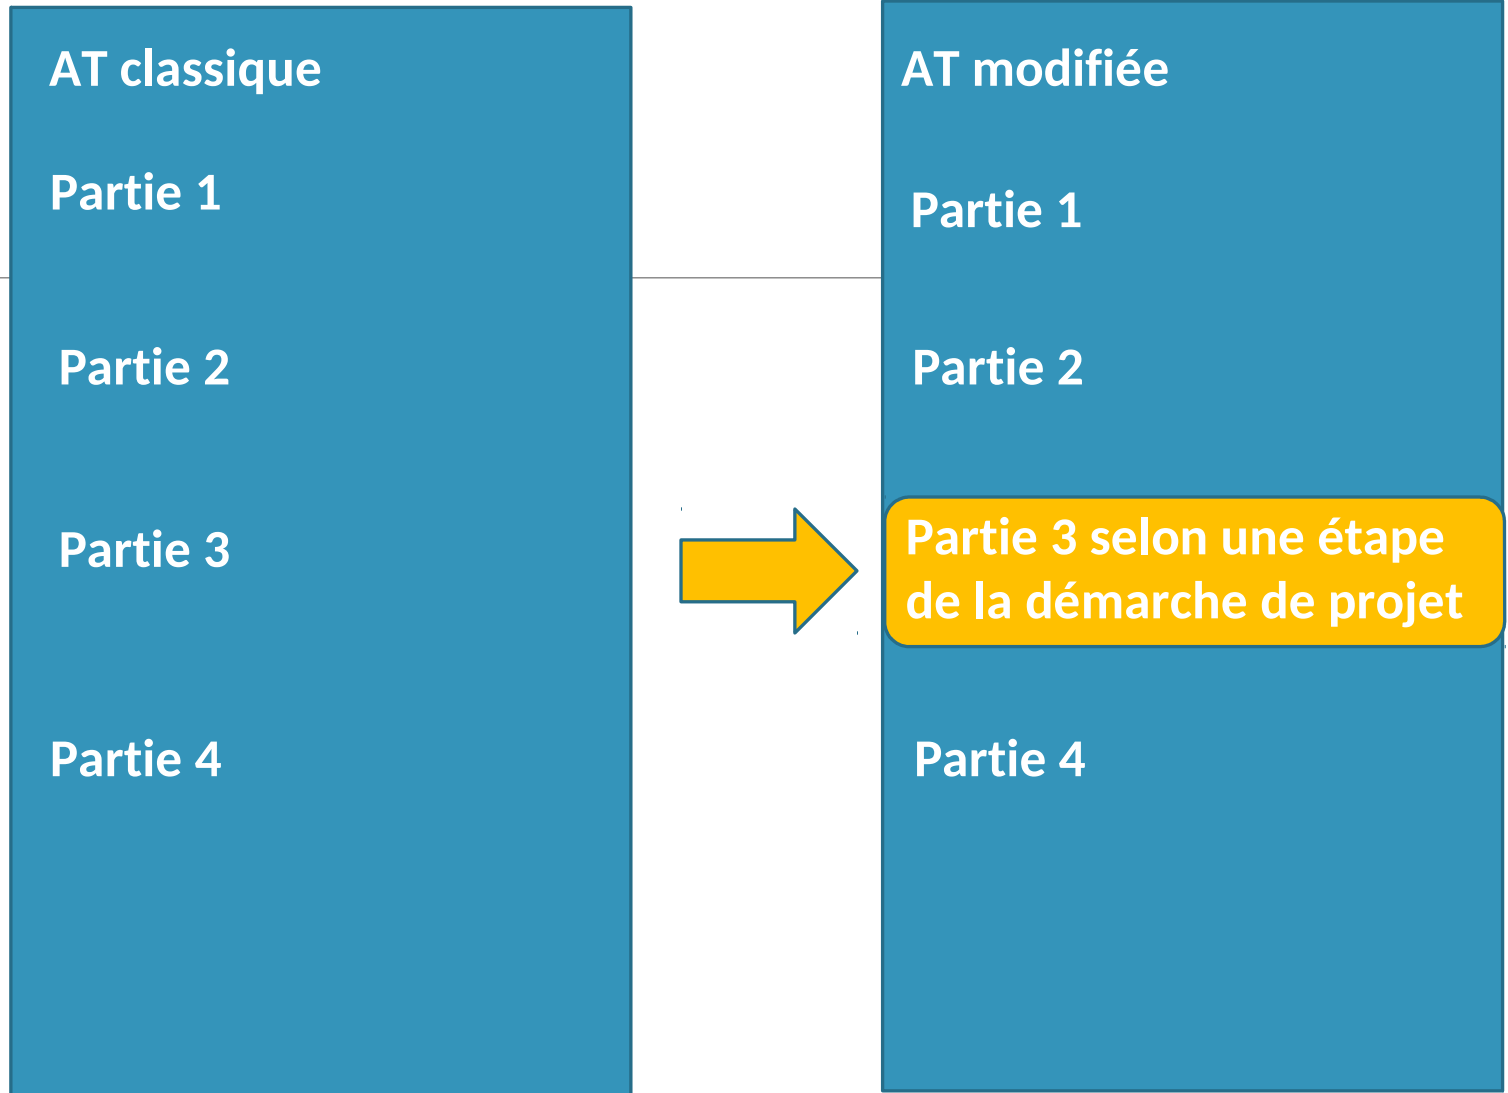 AT classique
Partie 1
Partie 2
Partie 3
Partie 4
AT modifiée
Partie 1
Partie 2
Partie 3 selon une étape
de la démarche de projet
Partie 4